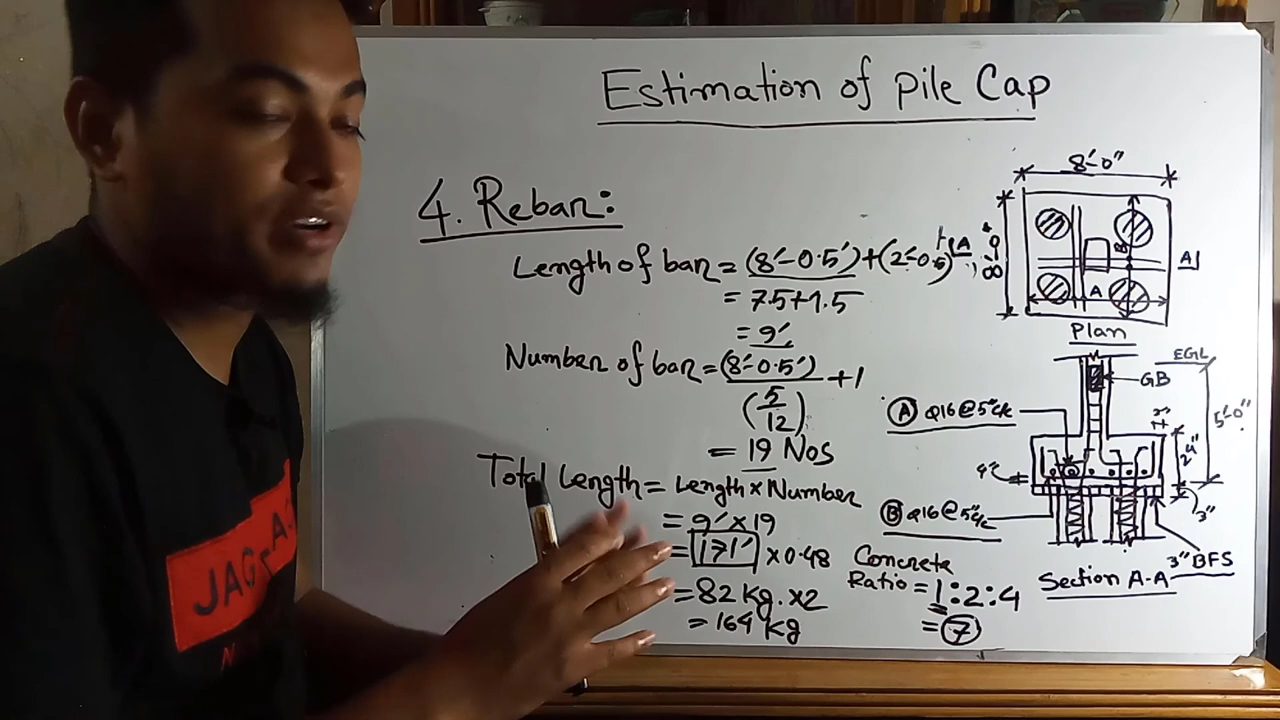 Estimation of Pile Cap
4. Rebar:
Length of bar = (8'-0.5') + (2'-0.5')
= 7.5+1.5
= 9'
Number of bar = (8'-0.5') + 1
(5/12)
= 19 Nos
Total Length = Length × Number
= 9' × 19
= 171' × 0.48
= 82 kg. × 2
= 164 kg
Concrete
Ratio = 1:2:4
= 7
8'-0"
A
A
B
A
Plan
EGL
GB
5'-0"
A Φ16@5"c/c
B Φ16@5"c/c
3"
3" BFS
Section A-A
JAG